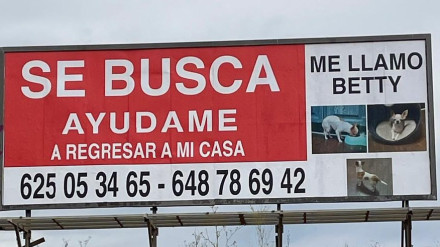 SE BUSCA
AYUDAME
A REGRESAR A MI CASA
625 05 34 65 - 648 78 69 42
ME LLAMO
BETTY